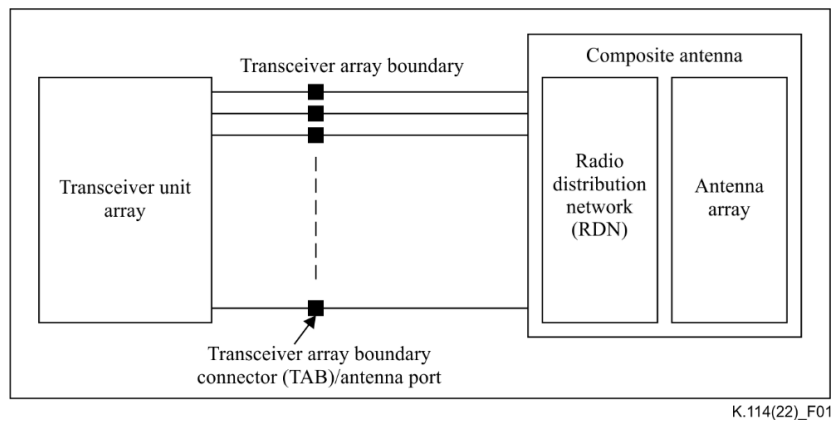 Transceiver array boundary
Composite antenna
Transceiver unit
array
Radio
distribution
network
(RDN)
Antenna
array
Transceiver array boundary
connector (TAB)/antenna port
K.114(22)_F01